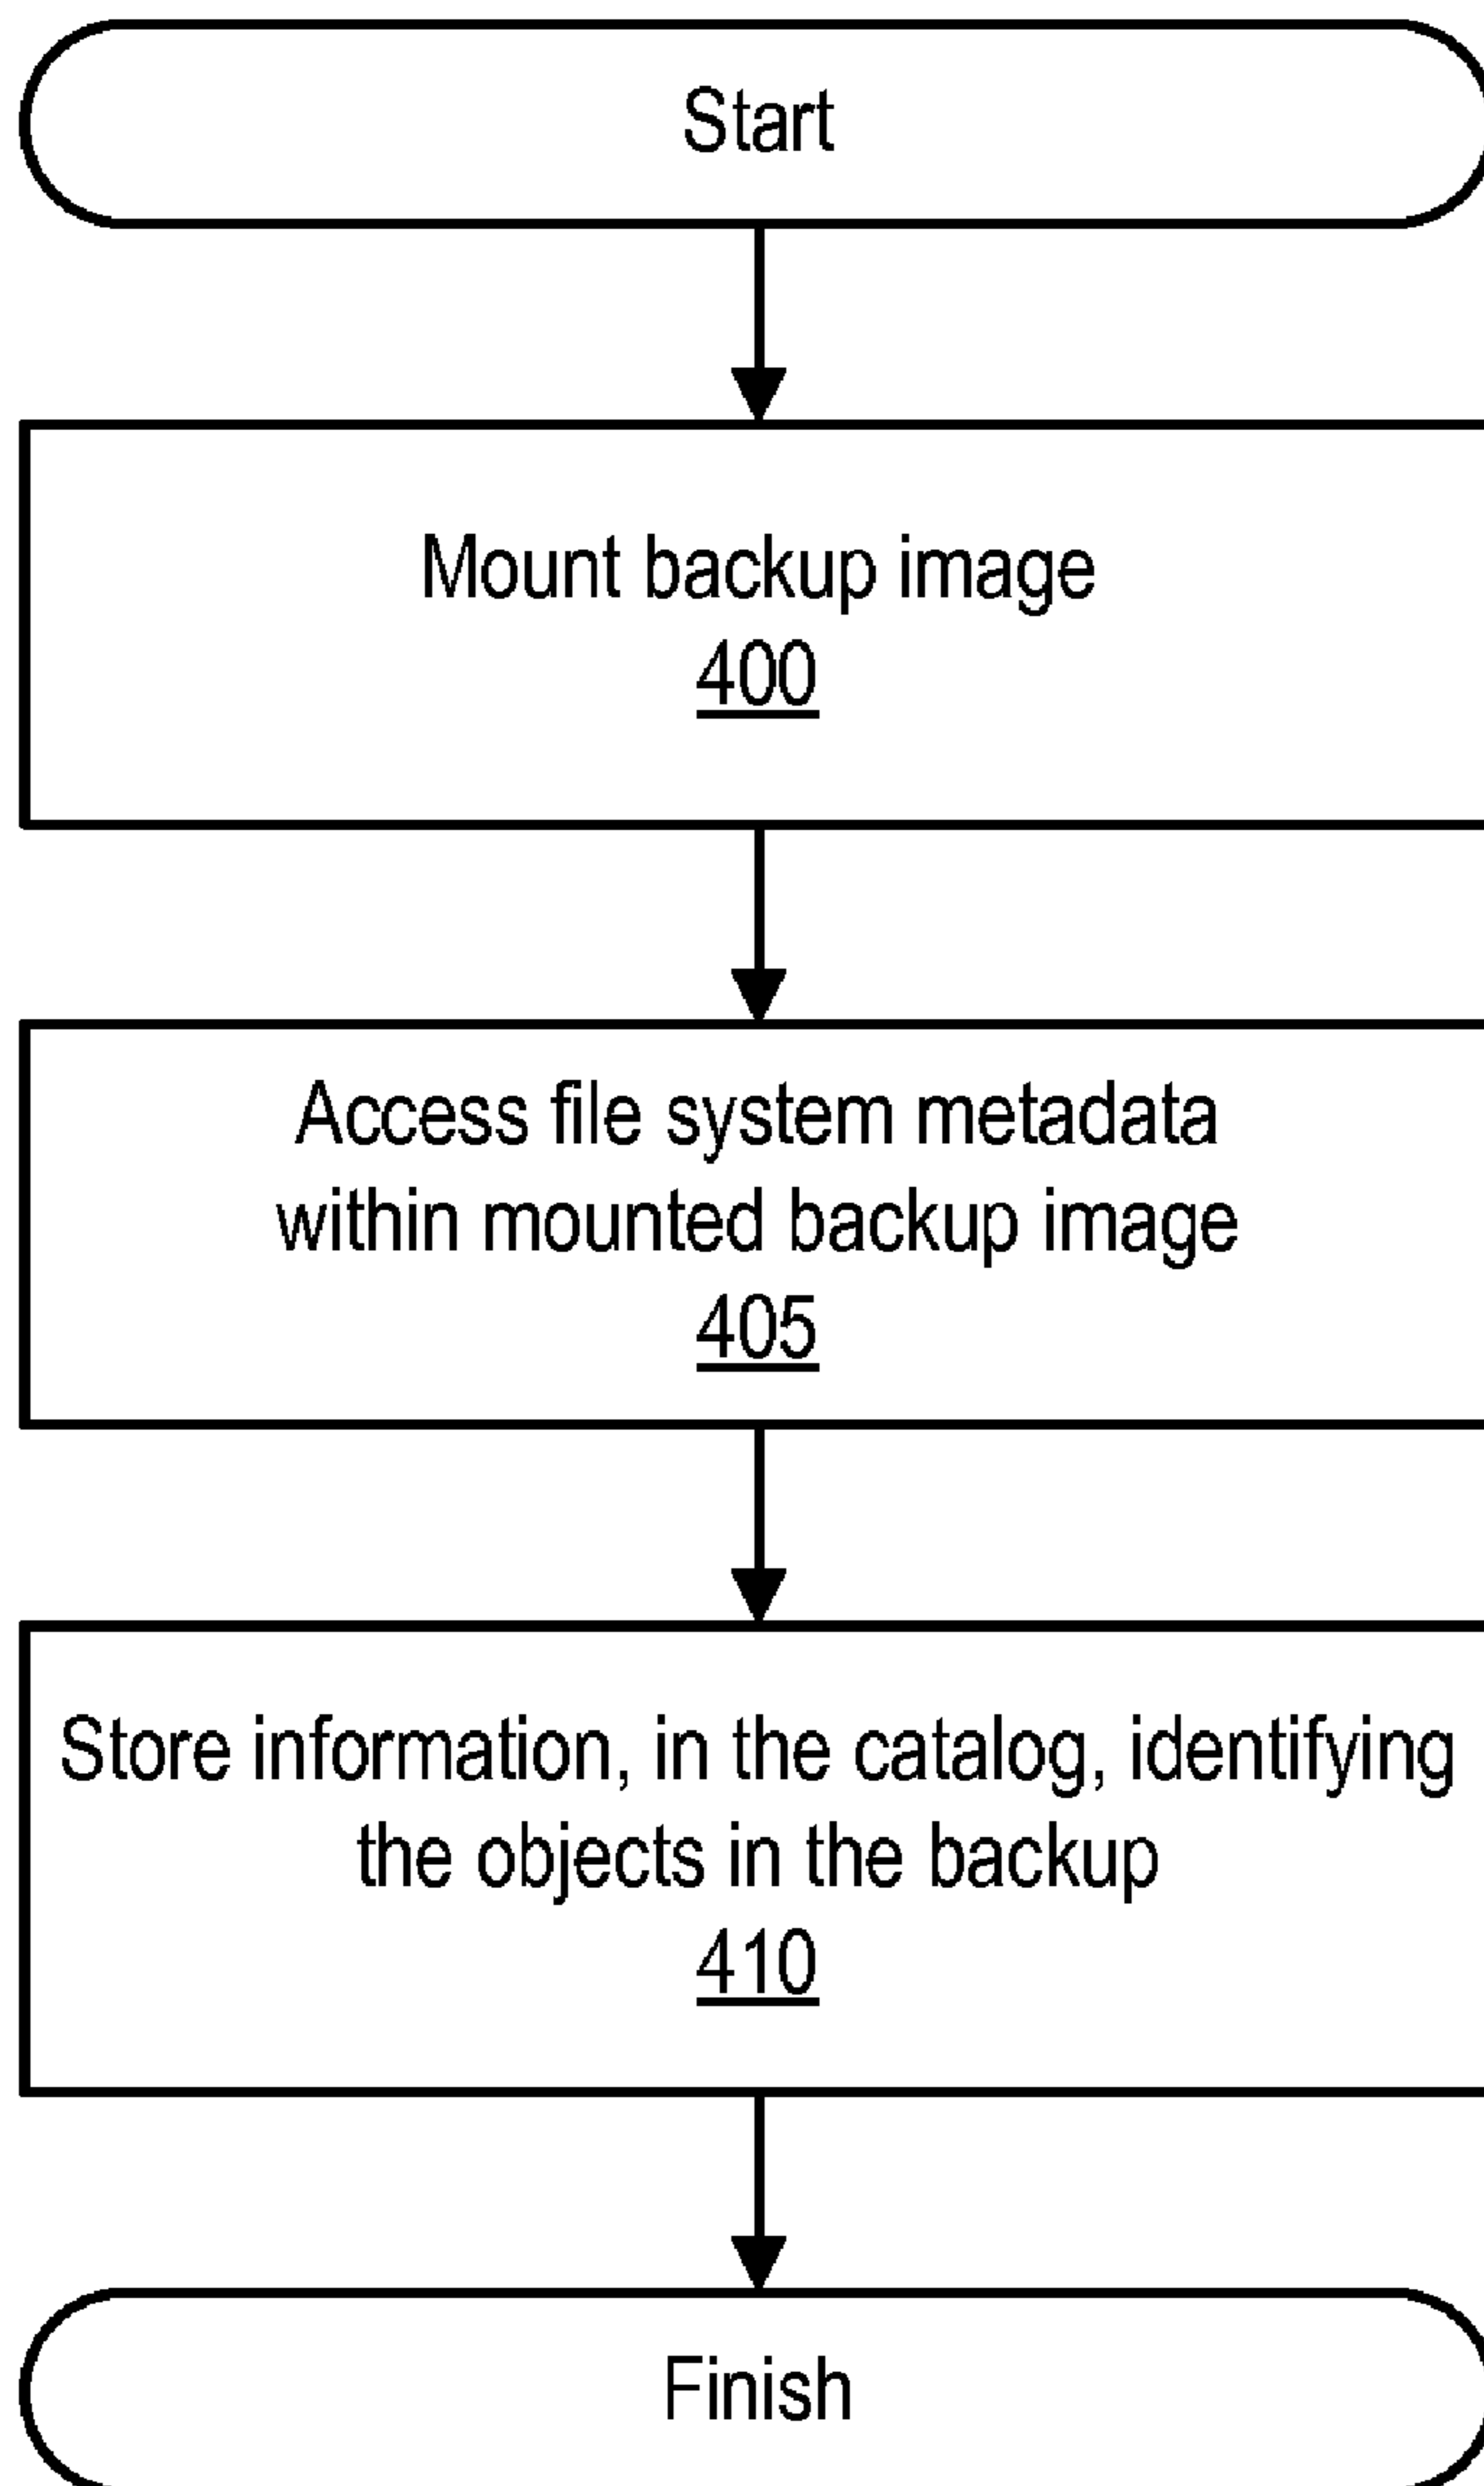 Start
Mount backup image
400
Access file system metadata
within mounted backup image
405
Store information, in the catalog, identifying
the objects in the backup
410
Finish